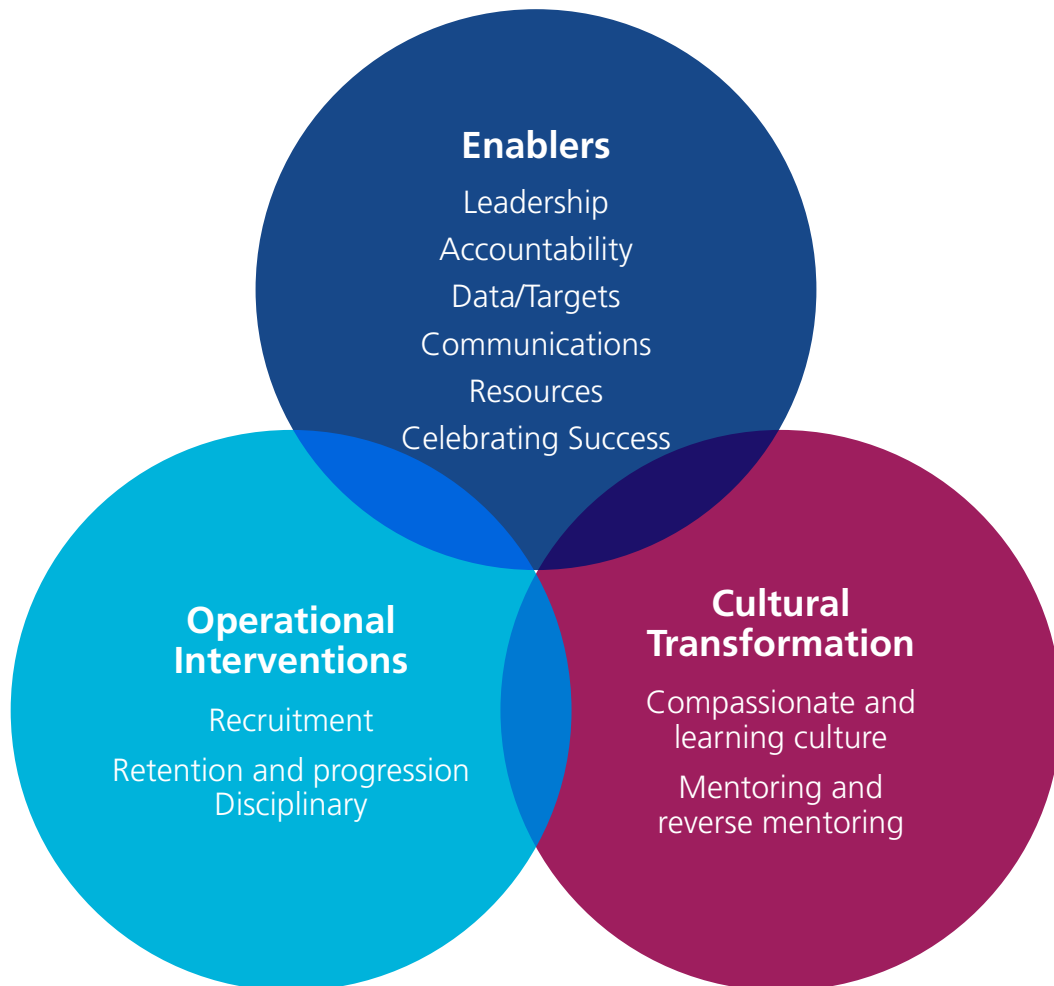 Enablers
Leadership
Accountability
Data/Targets
Communications
Resources
Celebrating Success
Operational
Interventions
Recruitment
Retention and progression
Disciplinary
Cultural
Transformation
Compassionate and
learning culture
Mentoring and
reverse mentoring